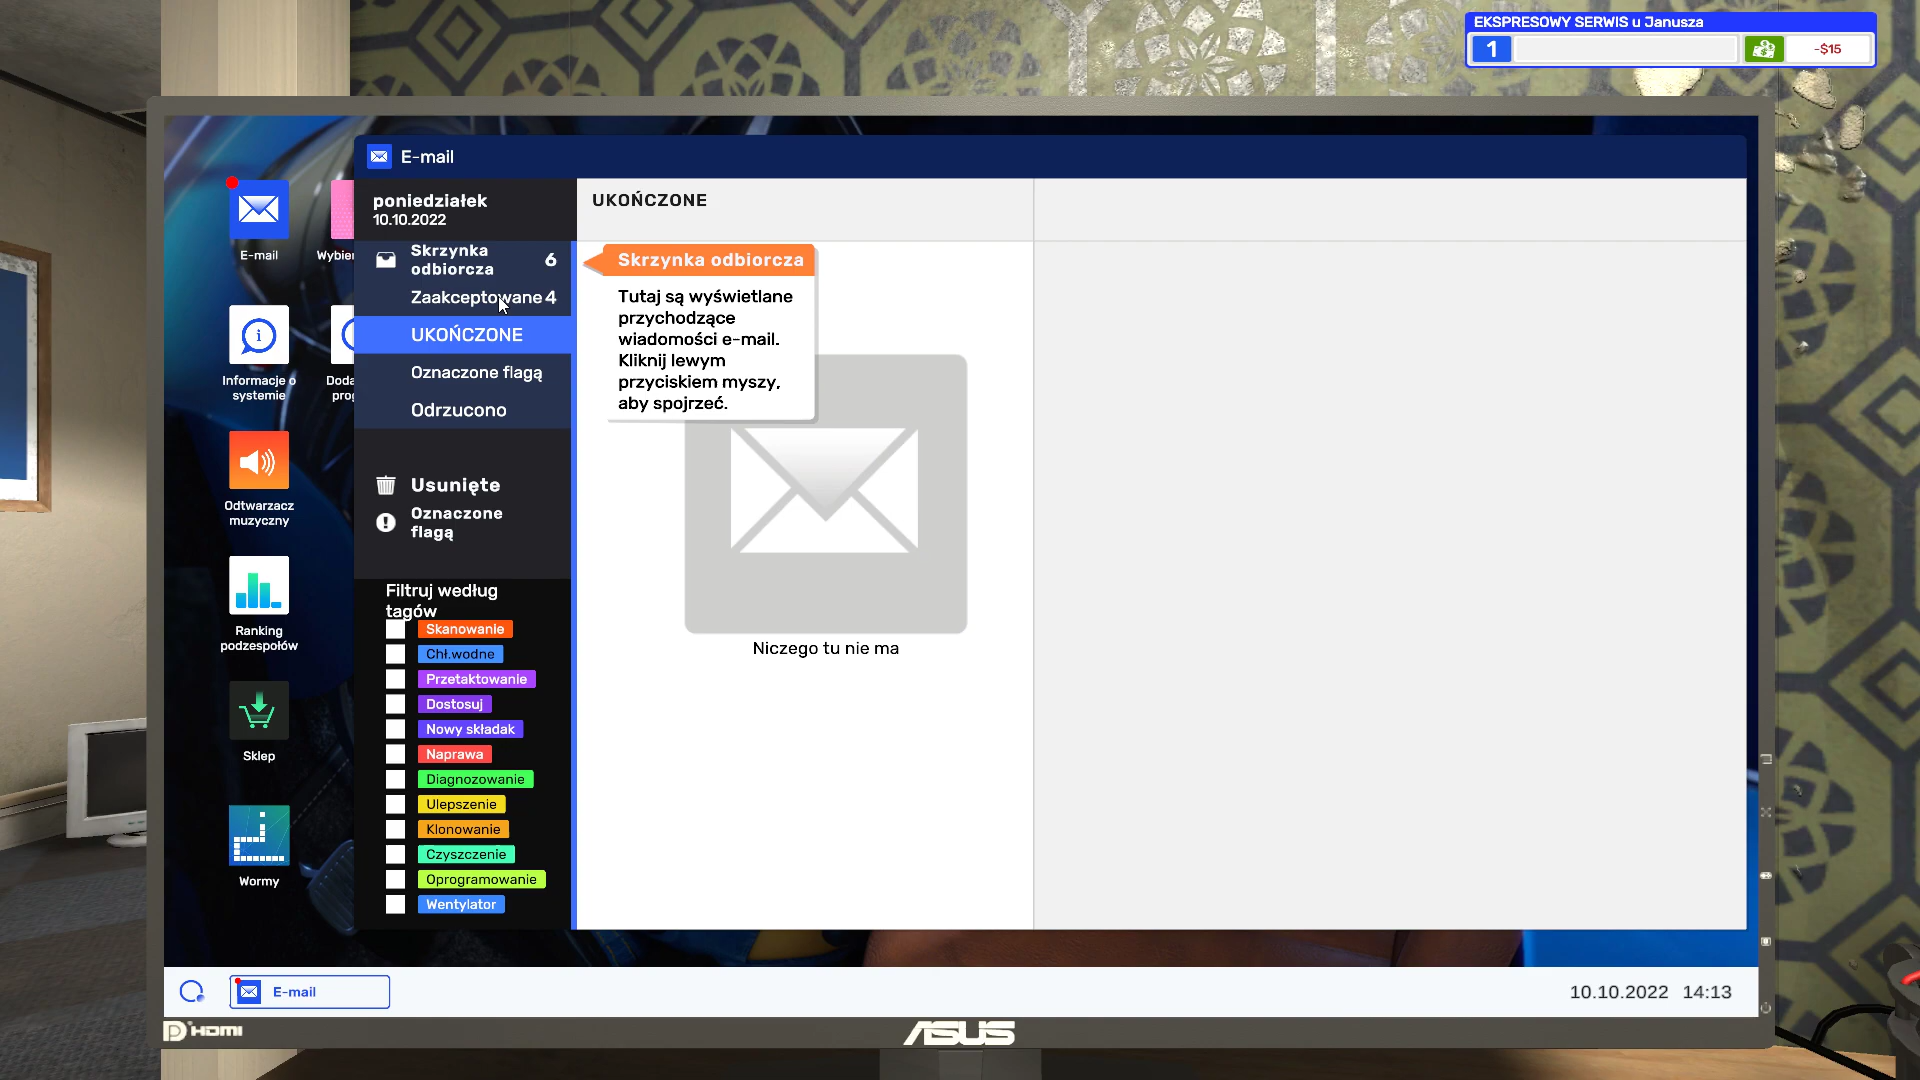 EKSPRESOWY SERWIS u Janusza
1
-$15
E-mail
poniedziałek
10.10.2022
UKOŃCZONE
E-mail
Wybier
Skrzynka
odbiorcza
6
Zaakceptowane 4
UKOŃCZONE
Oznaczone flagą
Odrzucono
Skrzynka odbiorcza
Tutaj są wyświetlane
przychodzące
wiadomości e-mail.
Kliknij lewym
przyciskiem myszy,
aby spojrzeć.
Informacje o
systemie
Doda
prog
Usunięte
Oznaczone
flagą
Odtwarzacz
muzyczny
Filtruj według
tagów
Skanowanie
Chł.wodne
Przetaktowanie
Dostosuj
Nowy składak
Naprawa
Diagnozowanie
Ulepszenie
Klonowanie
Czyszczenie
Oprogramowanie
Wentylator
Ranking
podzespołów
Niczego tu nie ma
Sklep
Wormy
E-mail
10.10.2022 14:13
HDMI
ASUS